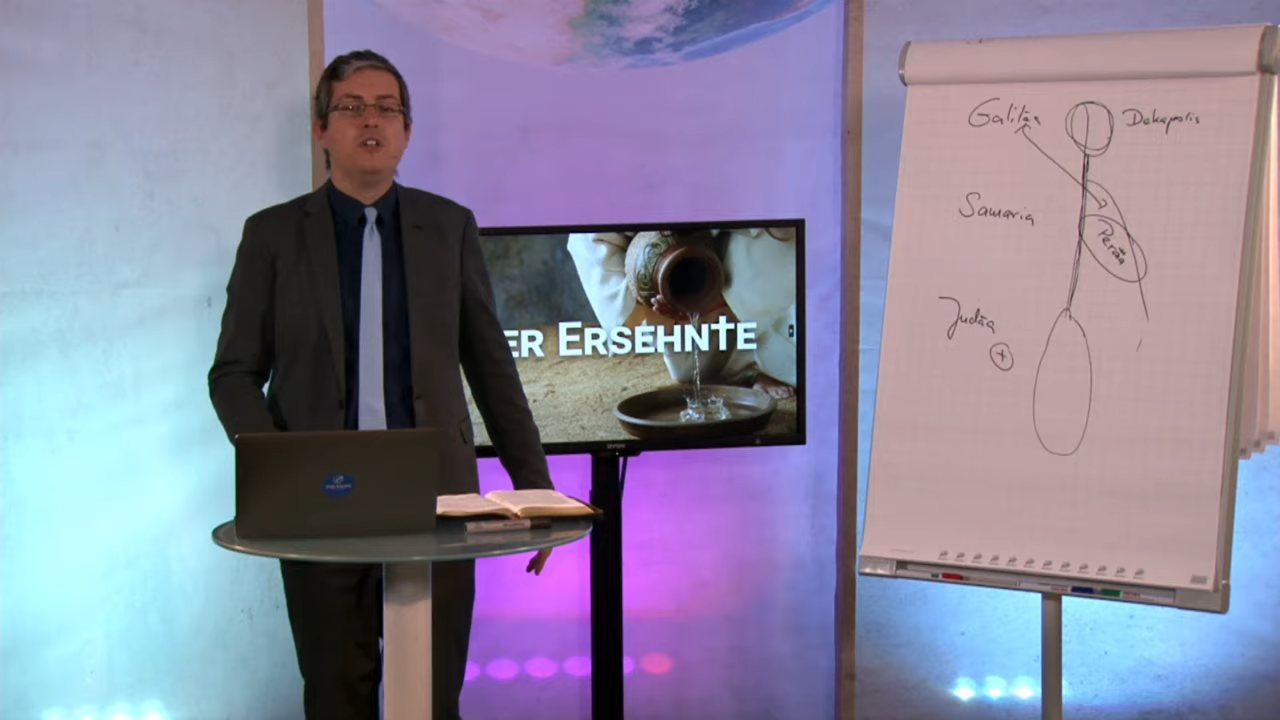 ER ERSEHNTE
Galiläa
Dekapolis
Samaria
Peräa
Judäa